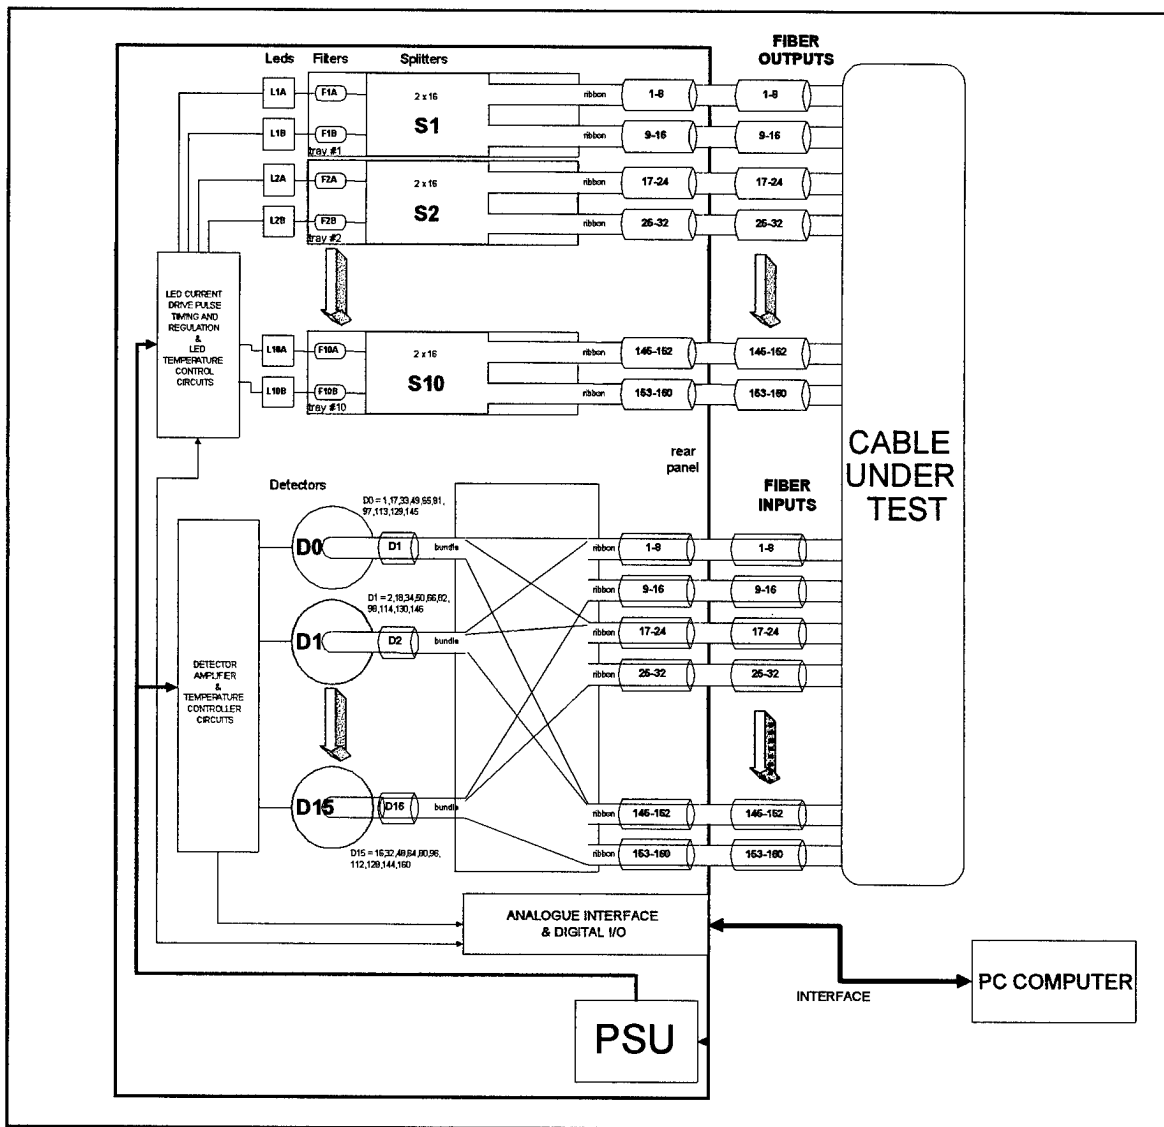 FIBER
OUTPUTS
Leds Filters Splitters
L1A F1A 2 x 16 ribbon 1-8 1-8
S1
L1B F1B ribbon 9-16 9-16
tray #1
L2A F2A 2 x 16 ribbon 17-24 17-24
S2
L2B F2B ribbon 25-32 25-32
tray #2
LED CURRENT
DRIVE PULSE
TIMING AND
REGULATION
&
LED
TEMPERATURE
CONTROL
CIRCUITS
L10A F10A 2 x 16 ribbon 145-152 145-152
S10
L10B F10B ribbon 153-160 153-160
tray #10
CABLE
UNDER
TEST
rear
panel
Detectors
FIBER
INPUTS
D0 = 1,17,33,49,65,81,
97,113,129,145
D0 D1 bundle ribbon 1-8 1-8
ribbon 9-16 9-16
D1 = 2,18,34,50,66,82,
98,114,130,146
D1 D2 bundle ribbon 17-24 17-24
ribbon 25-32 25-32
DETECTOR
AMPLIFIER
&
TEMPERATURE
CONTROLLER
CIRCUITS
D15 D16 bundle ribbon 145-152 145-152
ribbon 153-160 153-160
D15 = 16,32,48,64,80,96,
112,128,144,160
ANALOGUE INTERFACE
& DIGITAL I/O
PC COMPUTER
INTERFACE
PSU